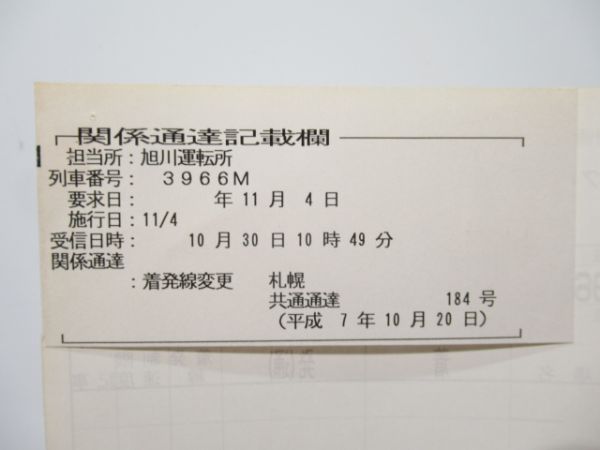 関係通達記載欄
担当所：旭川運転所
列車番号： ３９６６Ｍ
要求日： 年 11 月 4 日
施行日：11/4
受信日時： 10 月 30 日 10 時 49 分
関係通達
：着発線変更 札幌
共通通達 184 号
（平成 7 年 10 月 20 日）